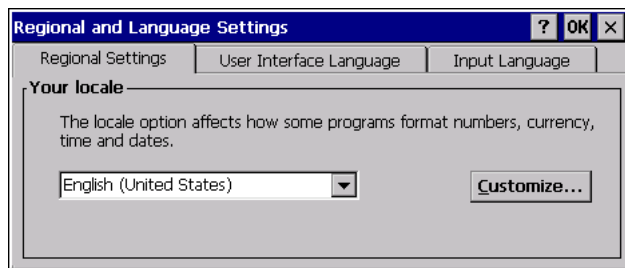 Regional and Language Settings ? OK ×
Regional Settings User Interface Language Input Language
Your locale
The locale option affects how some programs format numbers, currency,
time and dates.
English (United States) Customize...